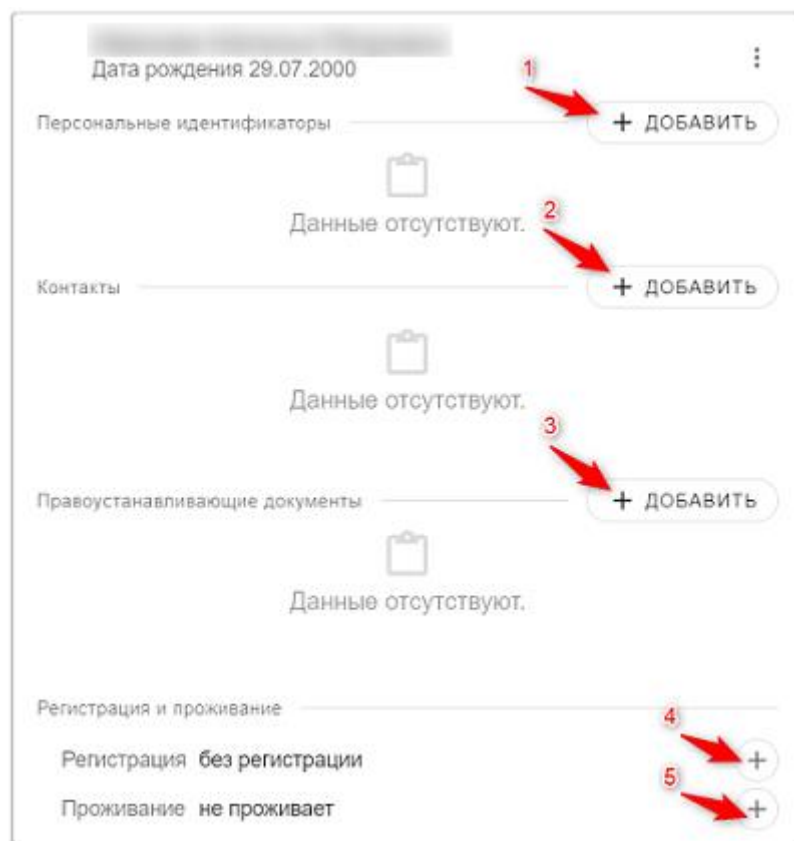 Дата рождения 29.07.2000
1
Персональные идентификаторы + ДОБАВИТЬ
Данные отсутствуют.
2
Контакты + ДОБАВИТЬ
Данные отсутствуют.
3
Правоустанавливающие документы + ДОБАВИТЬ
Данные отсутствуют.
Регистрация и проживание
4
Регистрация без регистрации +
5
Проживание не проживает +